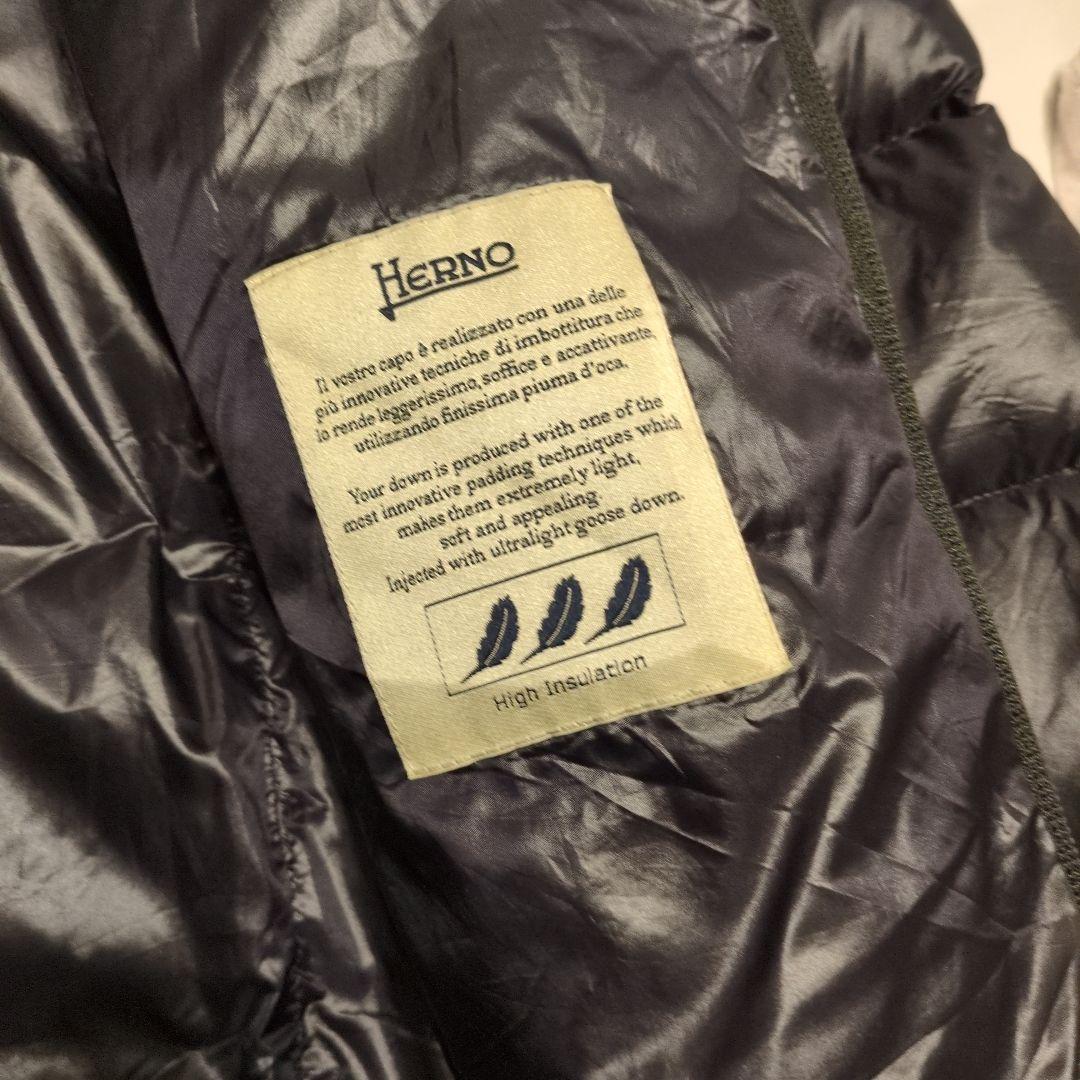 HERNO
Il vostro capo è realizzato con una delle
più innovative tecniche di imbottitura che
lo rende leggerissimo, soffice e accattivante
utilizzando finissima piuma d'oca.
Your down is produced with one of the
most innovative padding techniques which
makes them extremely light,
soft and appealing.
Injected with ultralight goose down.
High Insulation